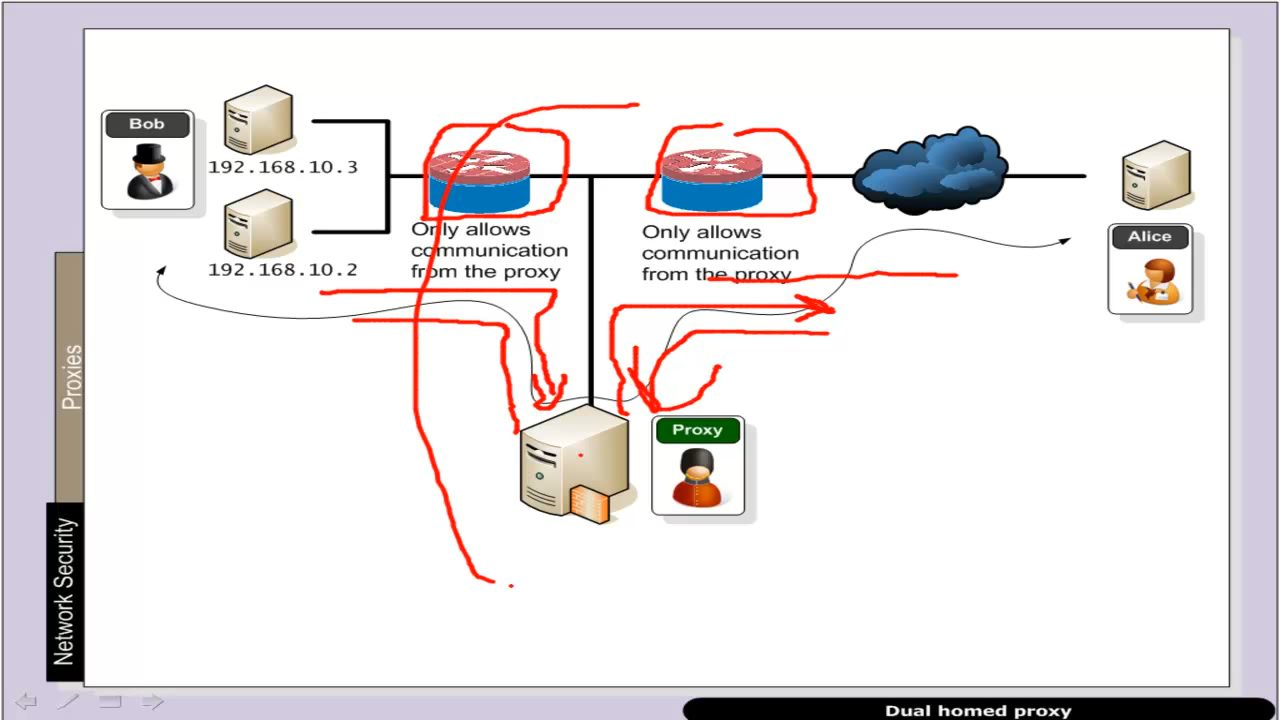 Bob
192.168.10.3
192.168.10.2
Only allows
communication
from the proxy
Only allows
communication
from the proxy
Alice
Proxy
Proxies
Network Security
Dual homed proxy